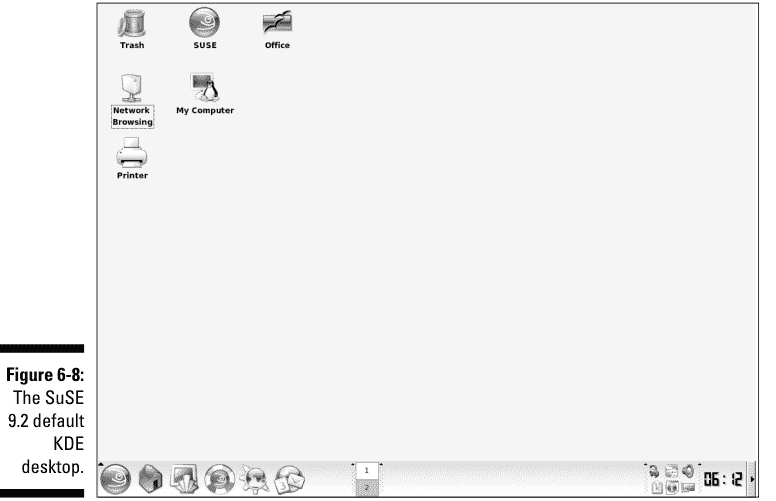 Trash
SUSE
Office
Network
Browsing
My Computer
Printer
Figure 6-8:
The SuSE
9.2 default
KDE
desktop.
1
2
3
06:12